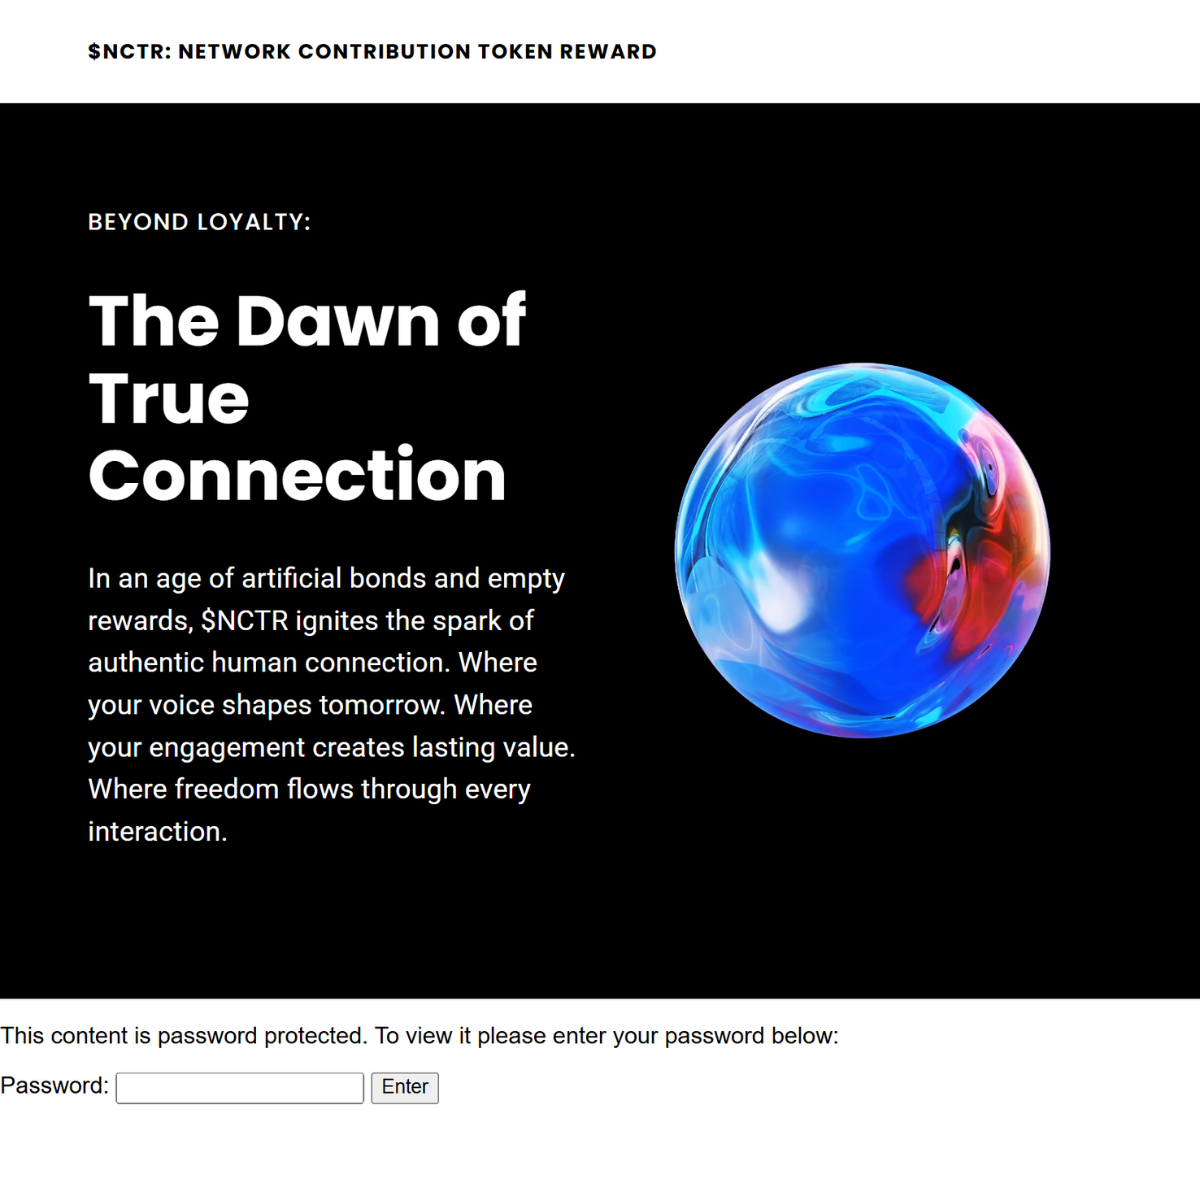 $NCTR: NETWORK CONTRIBUTION TOKEN REWARD
BEYOND LOYALTY:
The Dawn of
True
Connection
In an age of artificial bonds and empty
rewards, $NCTR ignites the spark of
authentic human connection. Where
your voice shapes tomorrow. Where
your engagement creates lasting value.
Where freedom flows through every
interaction.
This content is password protected. To view it please enter your password below:
Password: Enter